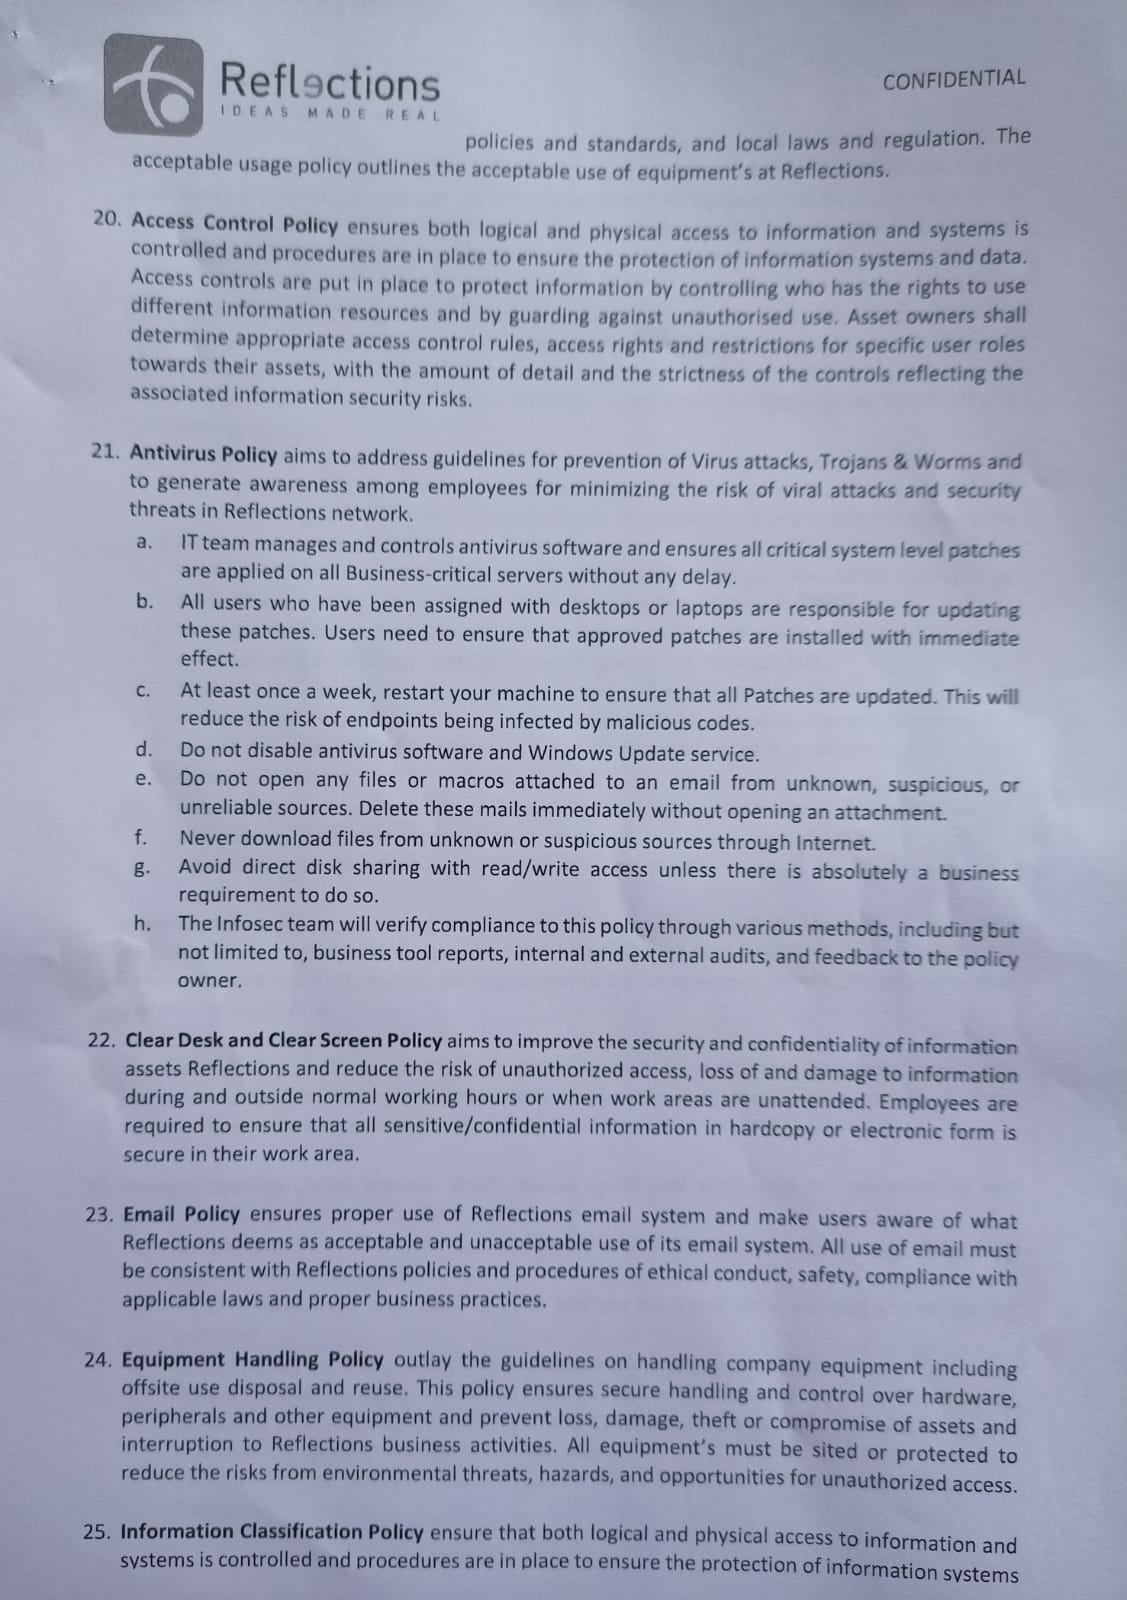 Reflections
IDEAS MADE REAL
CONFIDENTIAL
policies and standards, and local laws and regulation. The
acceptable usage policy outlines the acceptable use of equipment's at Reflections.
20. Access Control Policy ensures both logical and physical access to information and systems is
controlled and procedures are in place to ensure the protection of information systems and data.
Access controls are put in place to protect information by controlling who has the rights to use
different information resources and by guarding against unauthorised use. Asset owners shall
determine appropriate access control rules, access rights and restrictions for specific user roles
towards their assets, with the amount of detail and the strictness of the controls reflecting the
associated information security risks.
21. Antivirus Policy aims to address guidelines for prevention of Virus attacks, Trojans & Worms and
to generate awareness among employees for minimizing the risk of viral attacks and security
threats in Reflections network.
a. IT team manages and controls antivirus software and ensures all critical system level patches
are applied on all Business-critical servers without any delay.
b. All users who have been assigned with desktops or laptops are responsible for updating
these patches. Users need to ensure that approved patches are installed with immediate
effect.
c. At least once a week, restart your machine to ensure that all Patches are updated. This will
reduce the risk of endpoints being infected by malicious codes.
d. Do not disable antivirus software and Windows Update service.
e. Do not open any files or macros attached to an email from unknown, suspicious, or
unreliable sources. Delete these mails immediately without opening an attachment.
f. Never download files from unknown or suspicious sources through Internet.
g. Avoid direct disk sharing with read/write access unless there is absolutely a business
requirement to do so.
h. The Infosec team will verify compliance to this policy through various methods, including but
not limited to, business tool reports, internal and external audits, and feedback to the policy
owner.
22. Clear Desk and Clear Screen Policy aims to improve the security and confidentiality of information
assets Reflections and reduce the risk of unauthorized access, loss of and damage to information
during and outside normal working hours or when work areas are unattended. Employees are
required to ensure that all sensitive/confidential information in hardcopy or electronic form is
secure in their work area.
23. Email Policy ensures proper use of Reflections email system and make users aware of what
Reflections deems as acceptable and unacceptable use of its email system. All use of email must
be consistent with Reflections policies and procedures of ethical conduct, safety, compliance with
applicable laws and proper business practices.
24. Equipment Handling Policy outlay the guidelines on handling company equipment including
offsite use disposal and reuse. This policy ensures secure handling and control over hardware,
peripherals and other equipment and prevent loss, damage, theft or compromise of assets and
interruption to Reflections business activities. All equipment's must be sited or protected to
reduce the risks from environmental threats, hazards, and opportunities for unauthorized access.
25. Information Classification Policy ensure that both logical and physical access to information and
systems is controlled and procedures are in place to ensure the protection of information systems